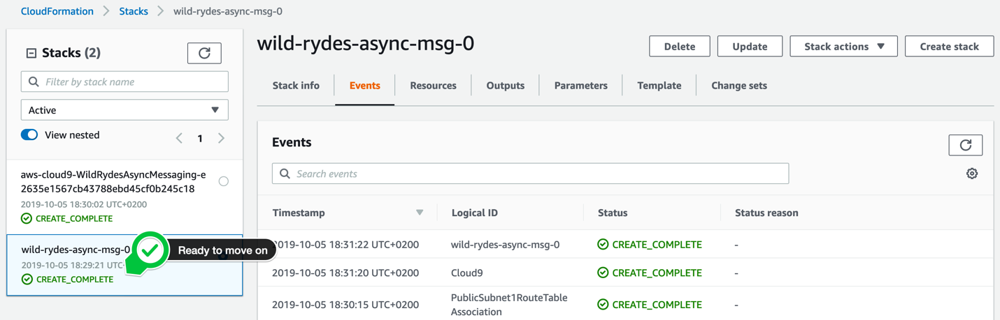 CloudFormation > Stacks > wild-rydes-async-msg-0
Stacks (2)
Filter by stack name
Active
View nested
< 1 >
aws-cloud9-WildRydesAsyncMessaging-e
2635e1567cb43788ebd45cf0b245c18
2019-10-05 18:30:02 UTC+0200
CREATE_COMPLETE
wild-rydes-async-msg-0
2019-10-05 18:29:21 UTC
CREATE_COMPLETE
Ready to move on
wild-rydes-async-msg-0
Delete Update Stack actions Create stack
Stack info Events Resources Outputs Parameters Template Change sets
Events
Search events
Timestamp Logical ID Status Status reason
2019-10-05 18:31:22 UTC+0200 wild-rydes-async-msg-0 CREATE_COMPLETE -
2019-10-05 18:31:20 UTC+0200 Cloud9 CREATE_COMPLETE -
2019-10-05 18:30:15 UTC+0200 PublicSubnet1RouteTable CREATE_COMPLETE -
Association